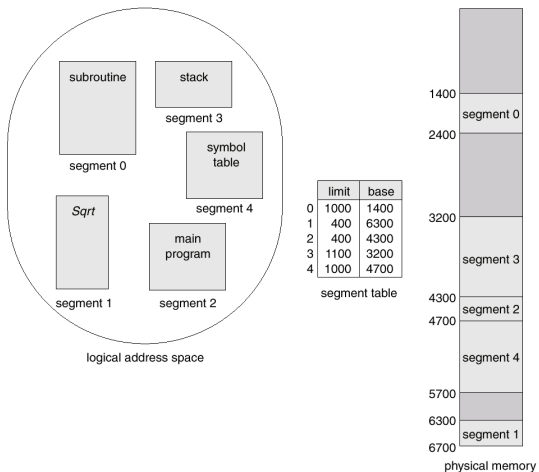 subroutine
segment 0
stack
segment 3
symbol
table
segment 4
Sqrt
segment 1
main
program
segment 2
logical address space
limit base
0 1000 1400
1 400 6300
2 400 4300
3 1100 3200
4 1000 4700
segment table
1400
segment 0
2400
3200
segment 3
4300
segment 2
4700
segment 4
5700
6300
segment 1
6700
physical memory